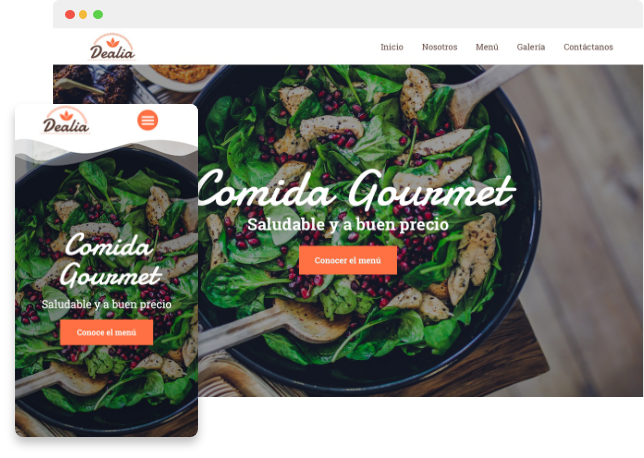 Dealia
Inicio Nosotros Menú Galería Contáctanos
Comida Gourmet
Saludable y a buen precio
Conocer el menú
Dealia
Comida
Gourmet
Saludable y a buen precio
Conoce el menú